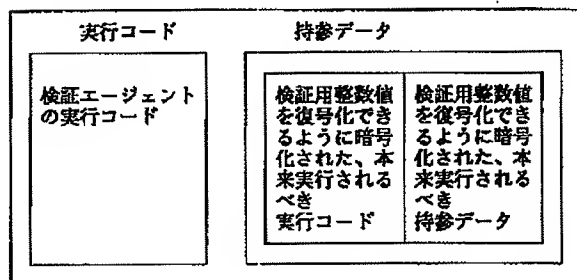 実行コード
持参データ
検証エージェント
の実行コード
検証用整数値
を復号化でき
るように暗号
化された、本
来実行される
べき
実行コード
検証用整数値
を復号化でき
るように暗号
化された、本
来実行される
べき
持参データ